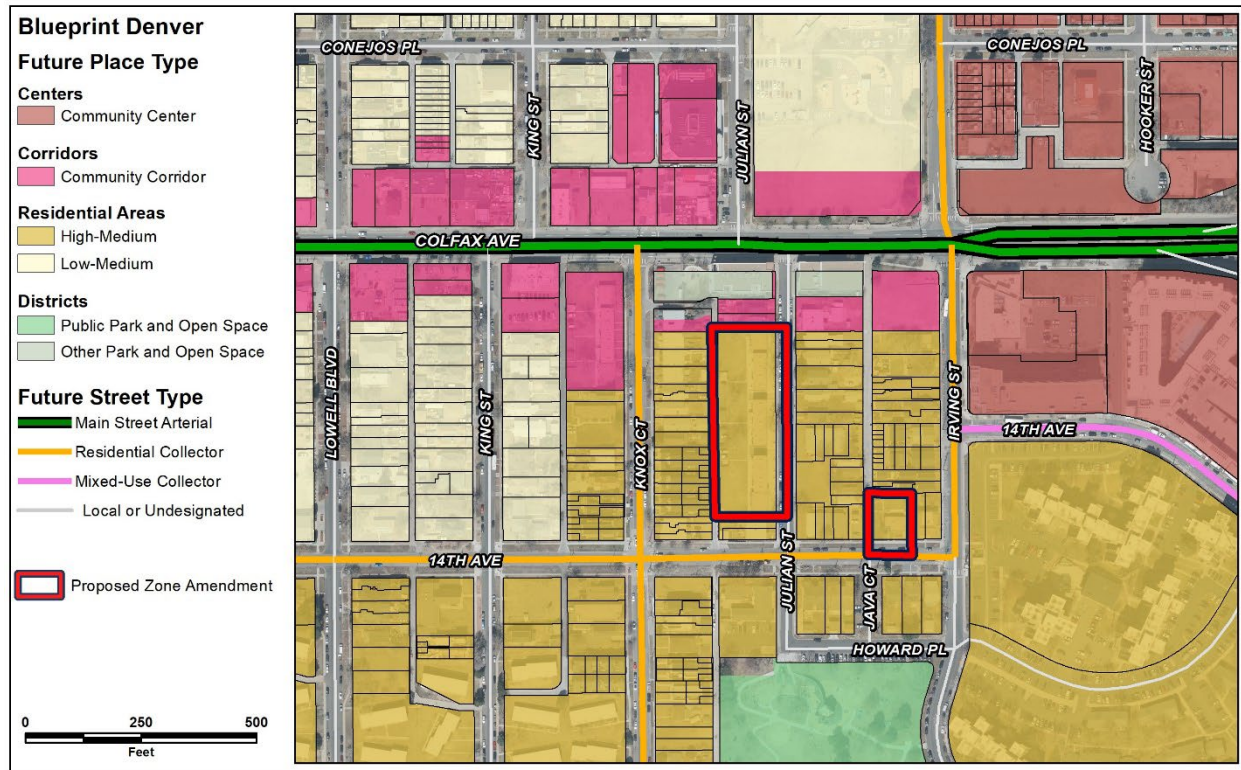 Blueprint Denver
Future Place Type
Centers
Community Center
Corridors
Community Corridor
Residential Areas
High-Medium
Low-Medium
Districts
Public Park and Open Space
Other Park and Open Space
Future Street Type
Main Street Arterial
Residential Collector
Mixed-Use Collector
Local or Undesignated
Proposed Zone Amendment
0 250 500
Feet
CONEJOS PL
CONEJOS PL
KING ST
JULIAN ST
HOOKER ST
COLFAX AVE
LOWELL BLVD
KING ST
KNOX CT
IRVING ST
14TH AVE
14TH AVE
JULIAN ST
JAVA CT
HOWARD PL